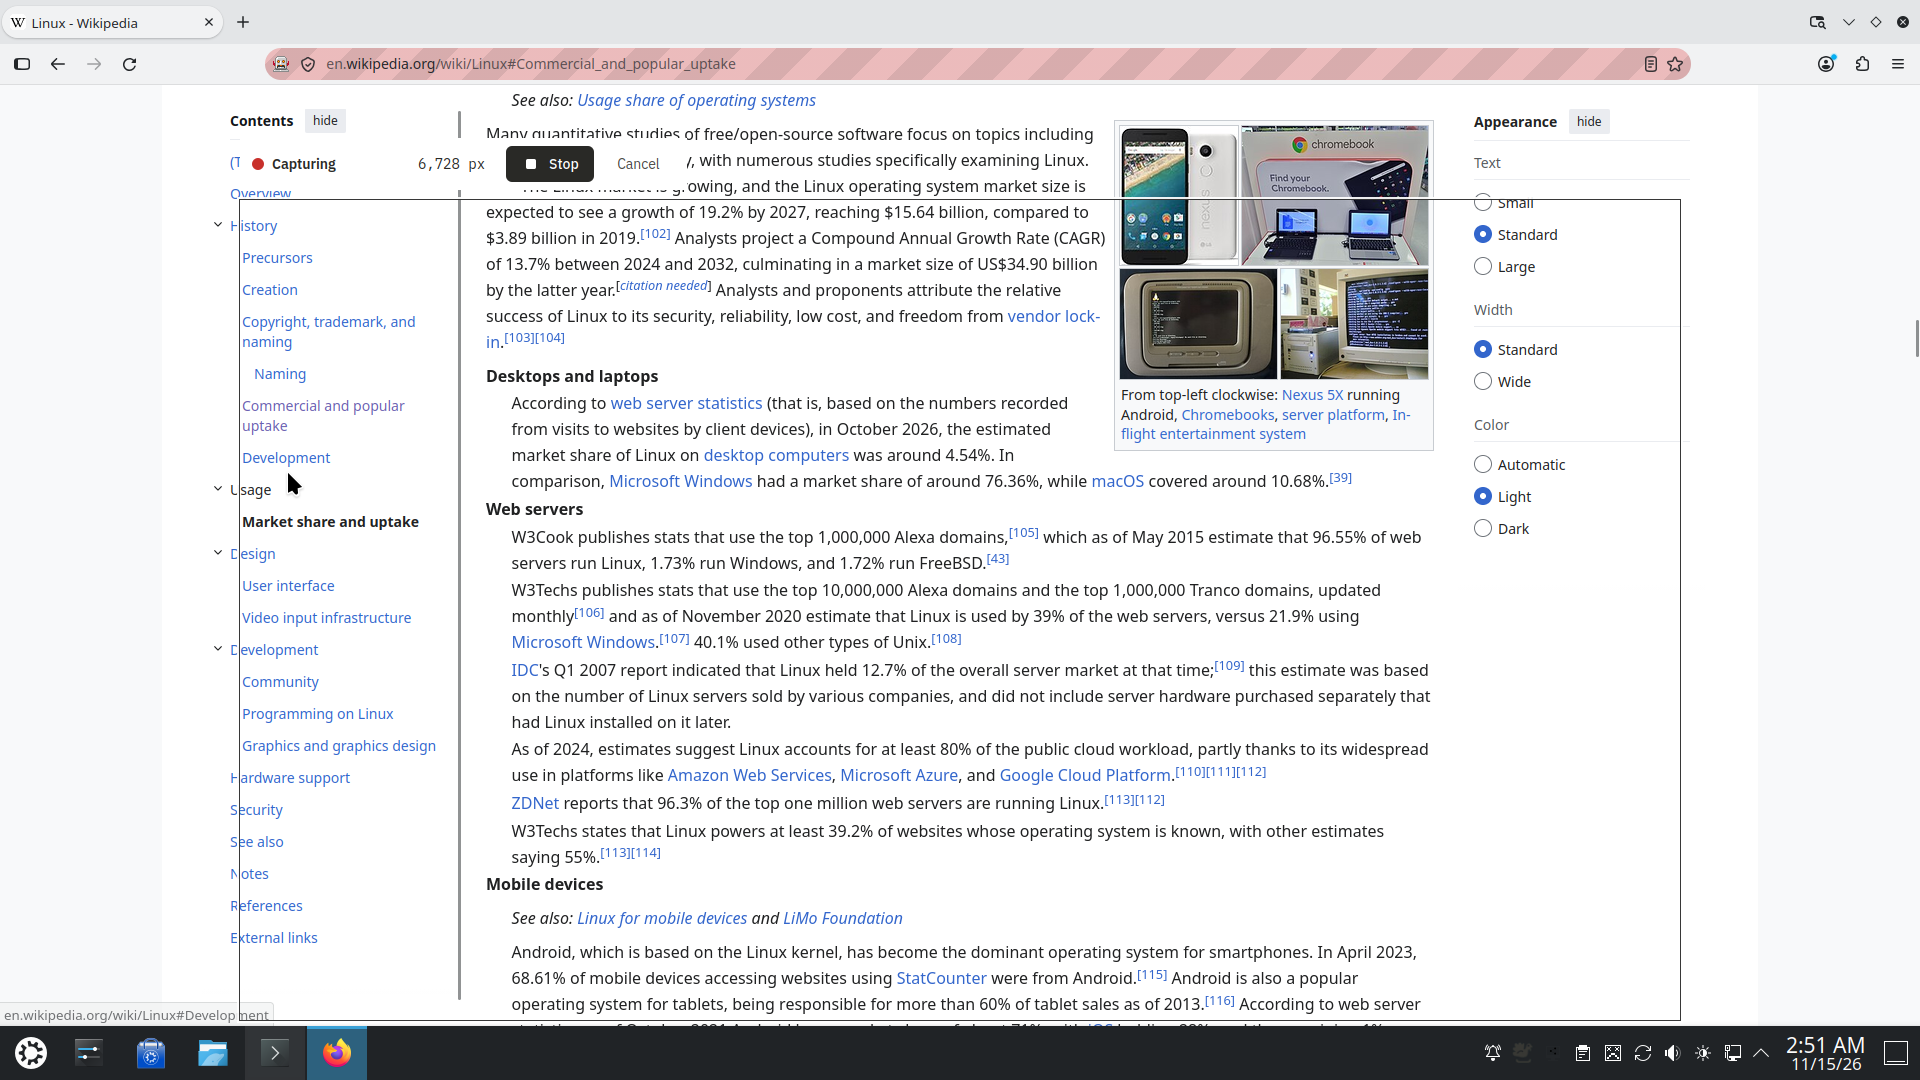 Linux - Wikipedia
en.wikipedia.org/wiki/Linux#Commercial_and_popular_uptake
Contents hide
(T
Capturing 6,728 px Stop Cancel
Overview
History
Precursors
Creation
Copyright, trademark, and
naming
Naming
Commercial and popular
uptake
Development
Usage
Market share and uptake
Design
User interface
Video input infrastructure
Development
Community
Programming on Linux
Graphics and graphics design
Hardware support
Security
See also
Notes
References
External links
See also: Usage share of operating systems
Many quantitative studies of free/open-source software focus on topics including
, with numerous studies specifically examining Linux.
The Linux market is growing, and the Linux operating system market size is
expected to see a growth of 19.2% by 2027, reaching $15.64 billion, compared to
$3.89 billion in 2019.[102] Analysts project a Compound Annual Growth Rate (CAGR)
of 13.7% between 2024 and 2032, culminating in a market size of US$34.90 billion
by the latter year.[citation needed] Analysts and proponents attribute the relative
success of Linux to its security, reliability, low cost, and freedom from vendor lock-
in.[103][104]
chromebook
Find your
Chromebook.
nexus
From top-left clockwise: Nexus 5X running
Android, Chromebooks, server platform, In-
flight entertainment system
Desktops and laptops
According to web server statistics (that is, based on the numbers recorded
from visits to websites by client devices), in October 2026, the estimated
market share of Linux on desktop computers was around 4.54%. In
comparison, Microsoft Windows had a market share of around 76.36%, while macOS covered around 10.68%.[39]
Web servers
W3Cook publishes stats that use the top 1,000,000 Alexa domains,[105] which as of May 2015 estimate that 96.55% of web
servers run Linux, 1.73% run Windows, and 1.72% run FreeBSD.[43]
W3Techs publishes stats that use the top 10,000,000 Alexa domains and the top 1,000,000 Tranco domains, updated
monthly[106] and as of November 2020 estimate that Linux is used by 39% of the web servers, versus 21.9% using
Microsoft Windows.[107] 40.1% used other types of Unix.[108]
IDC's Q1 2007 report indicated that Linux held 12.7% of the overall server market at that time;[109] this estimate was based
on the number of Linux servers sold by various companies, and did not include server hardware purchased separately that
had Linux installed on it later.
As of 2024, estimates suggest Linux accounts for at least 80% of the public cloud workload, partly thanks to its widespread
use in platforms like Amazon Web Services, Microsoft Azure, and Google Cloud Platform.[110][111][112]
ZDNet reports that 96.3% of the top one million web servers are running Linux.[113][112]
W3Techs states that Linux powers at least 39.2% of websites whose operating system is known, with other estimates
saying 55%.[113][114]
Mobile devices
See also: Linux for mobile devices and LiMo Foundation
Android, which is based on the Linux kernel, has become the dominant operating system for smartphones. In April 2023,
68.61% of mobile devices accessing websites using StatCounter were from Android.[115] Android is also a popular
operating system for tablets, being responsible for more than 60% of tablet sales as of 2013.[116] According to web server
Appearance hide
Text
Small
Standard
Large
Width
Standard
Wide
Color
Automatic
Light
Dark
en.wikipedia.org/wiki/Linux#Development
2:51 AM
11/15/26